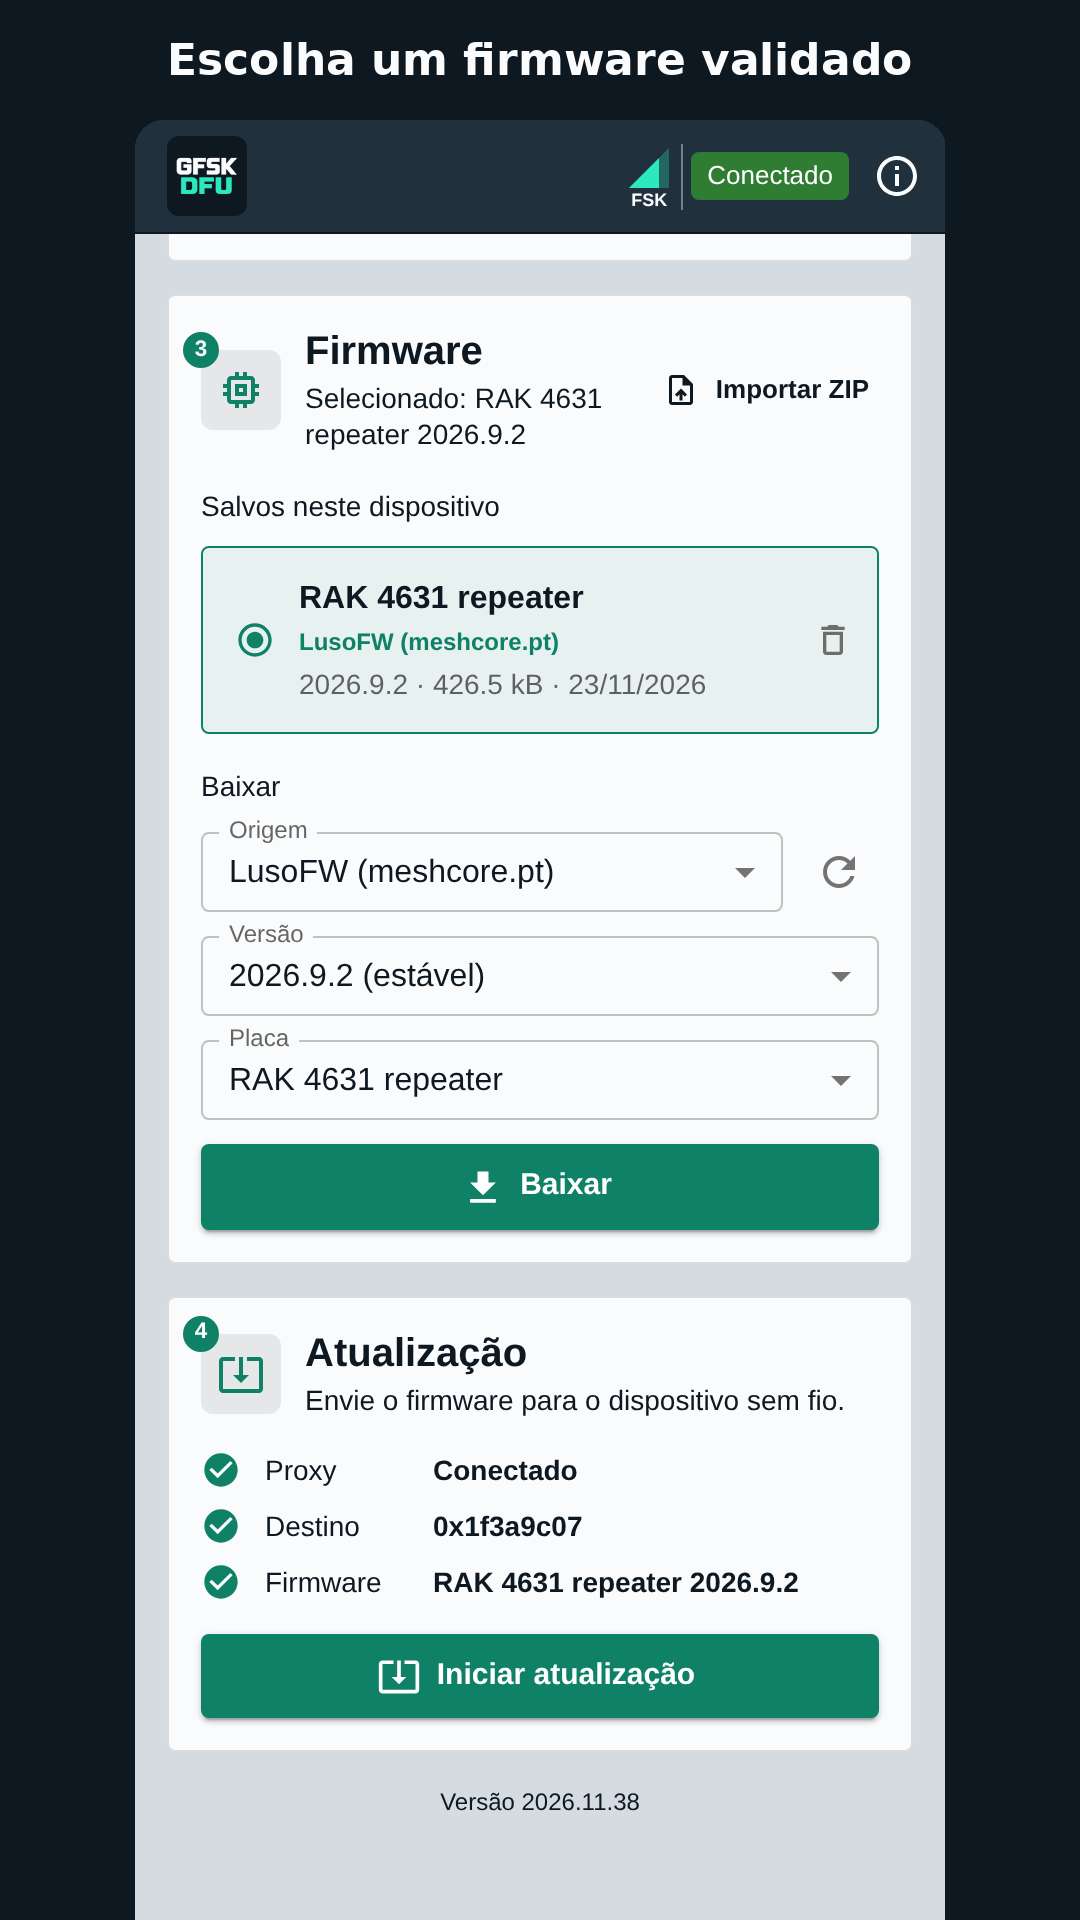 Escolha um firmware validado
GFSK
DFU
FSK
Conectado
3
Firmware
Selecionado: RAK 4631
repeater 2026.9.2
Importar ZIP
Salvos neste dispositivo
RAK 4631 repeater
LusoFW (meshcore.pt)
2026.9.2 · 426.5 kB · 23/11/2026
Baixar
Origem
LusoFW (meshcore.pt)
Versão
2026.9.2 (estável)
Placa
RAK 4631 repeater
Baixar
4
Atualização
Envie o firmware para o dispositivo sem fio.
Proxy Conectado
Destino 0x1f3a9c07
Firmware RAK 4631 repeater 2026.9.2
Iniciar atualização
Versão 2026.11.38